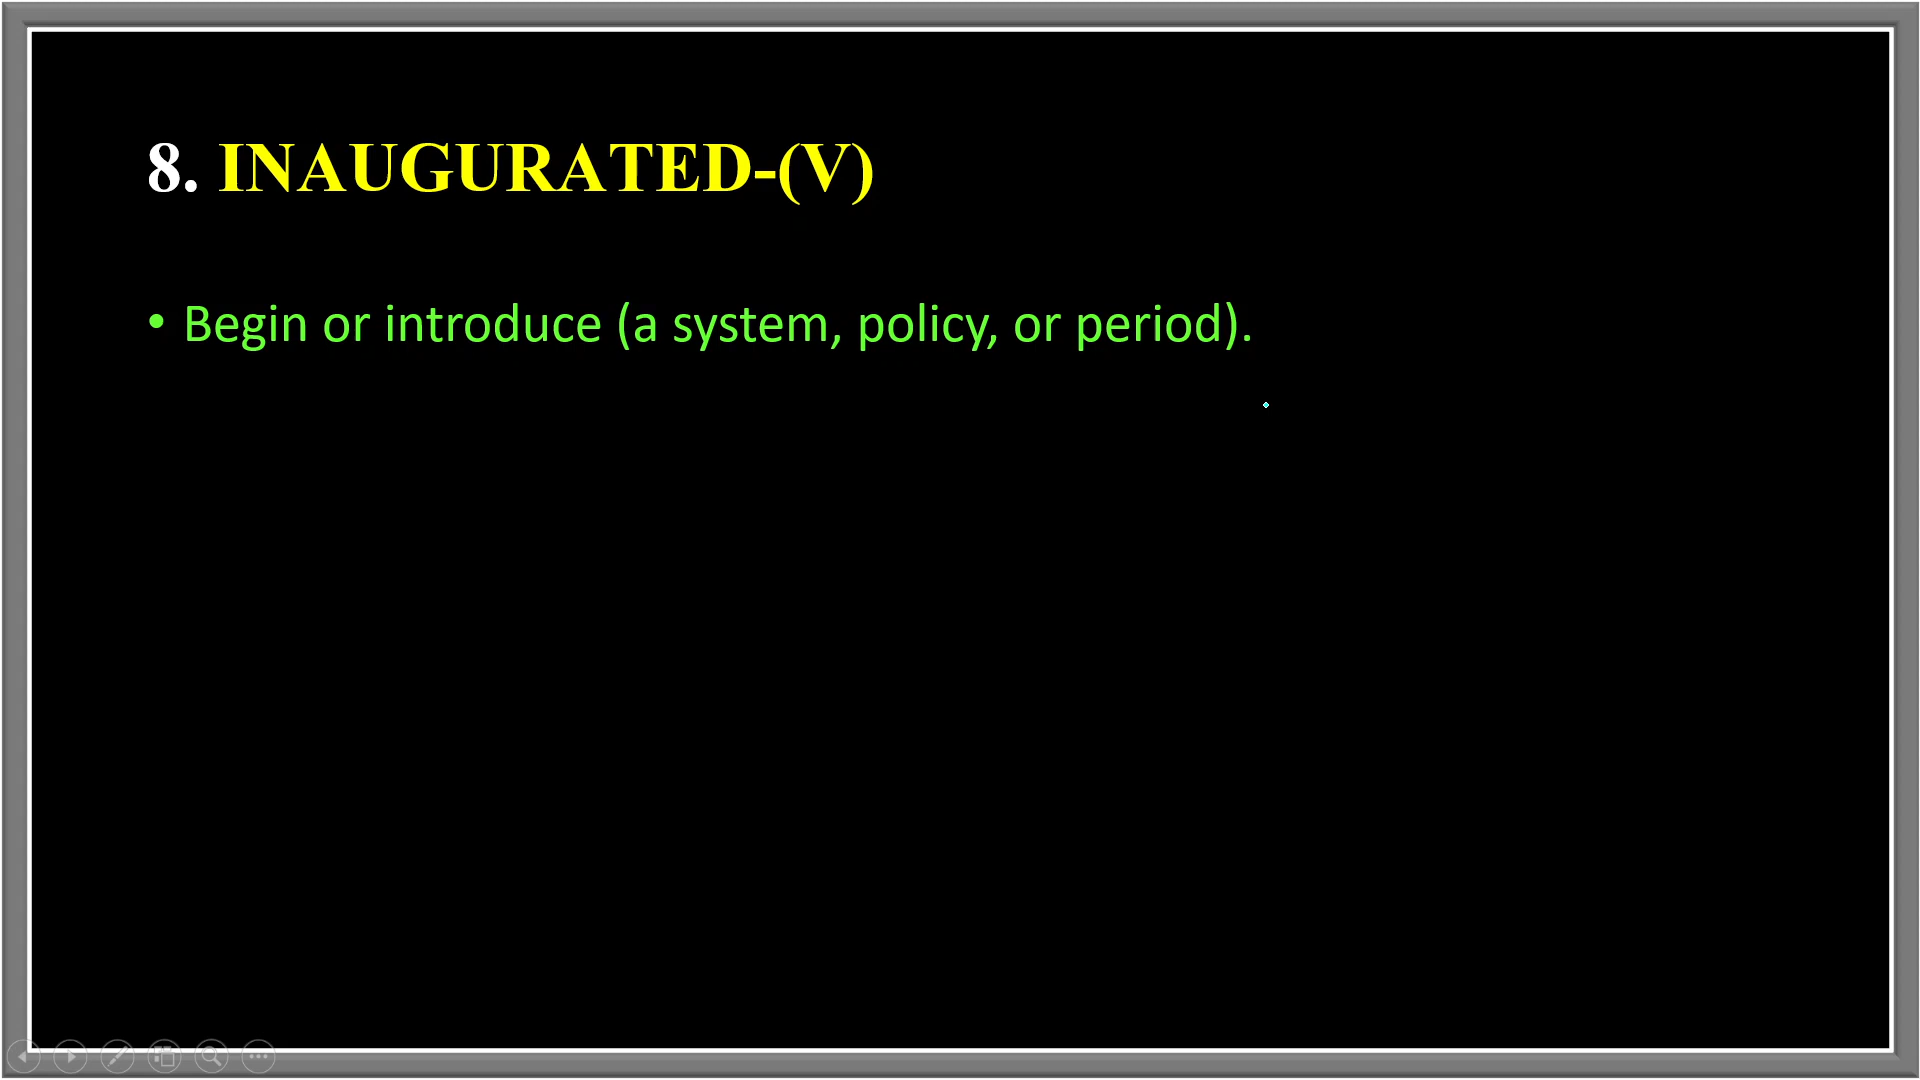 8. INAUGURATED-(V)
• Begin or introduce (a system, policy, or period).